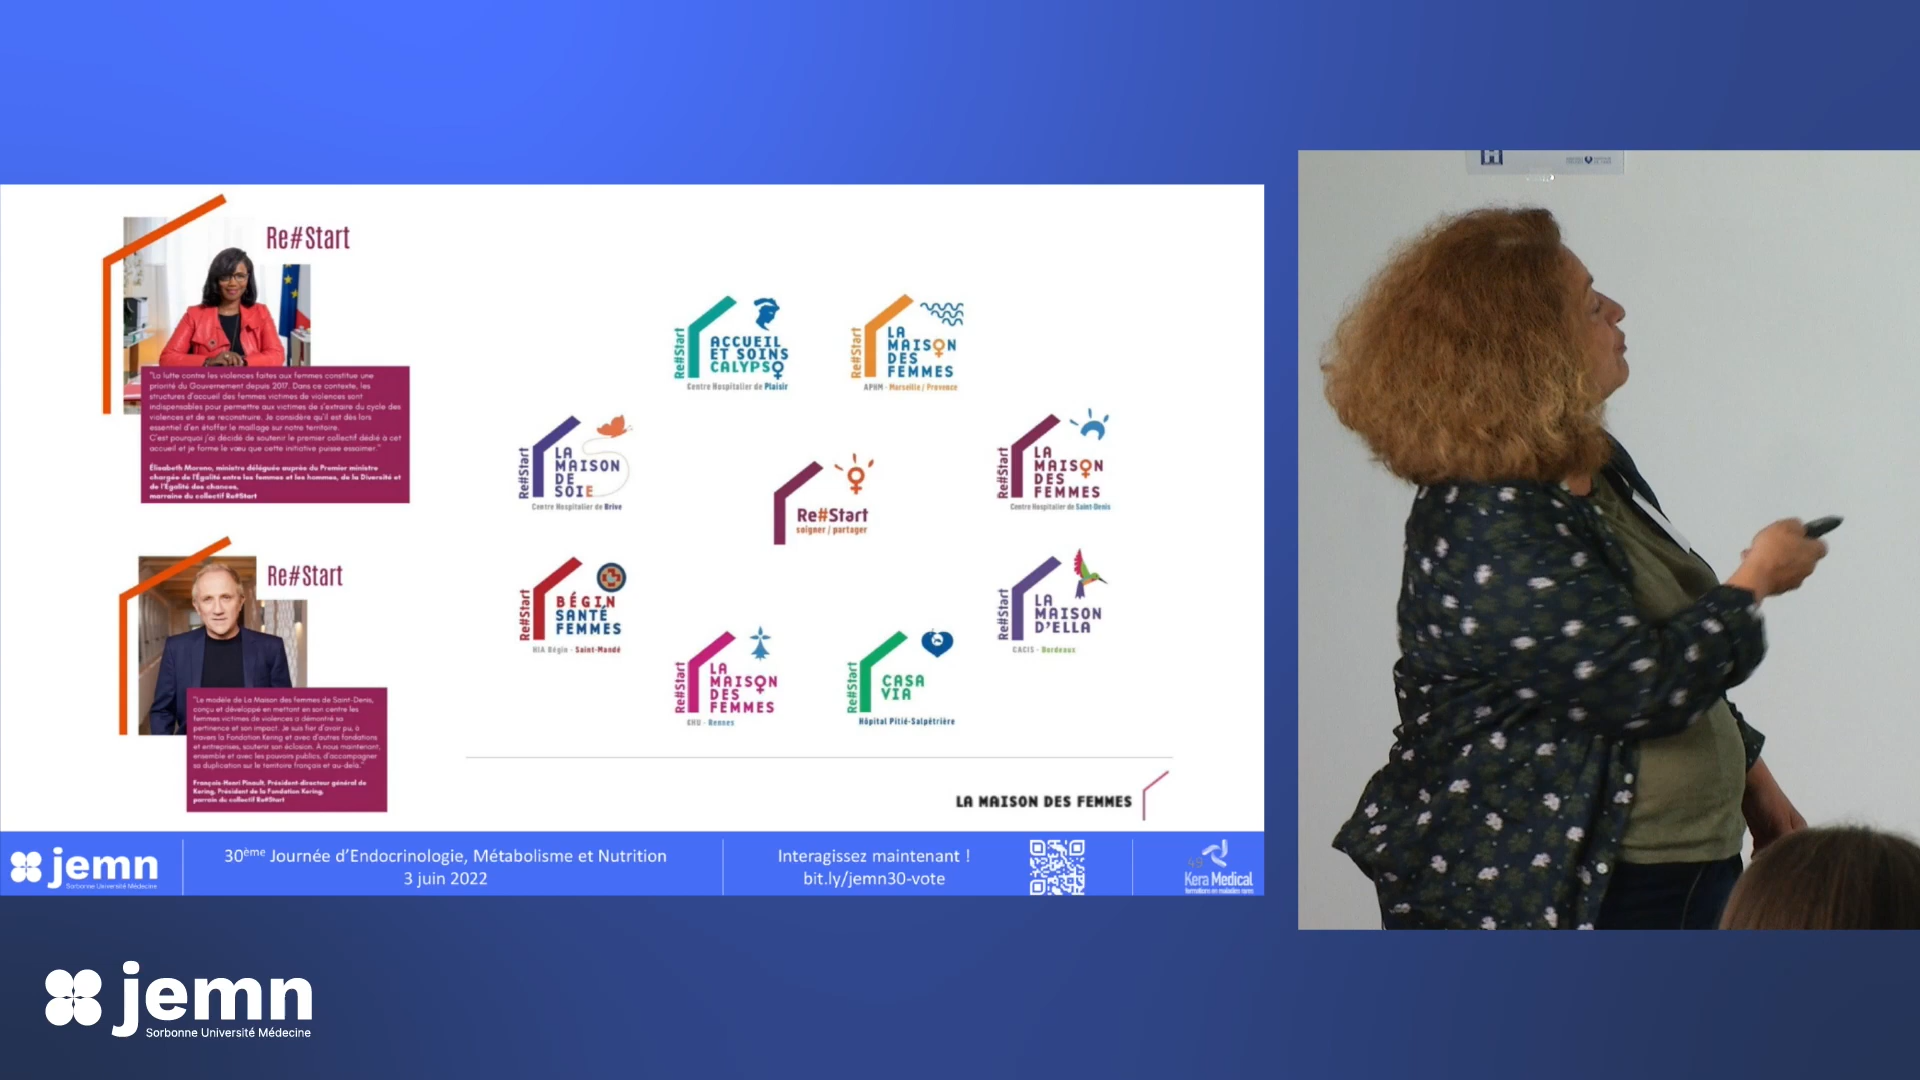 Re#Start
"La lutte contre les violences faites aux femmes constitue une
priorité du Gouvernement depuis 2017. Dans ce contexte, les
structures d'accueil des femmes victimes de violences sont
indispensables pour permettre aux victimes de s'extraire du cycle des
violences et de se reconstruire. Je considère qu'il est dès lors
essentiel d'en étoffer le maillage sur notre territoire.
C'est pourquoi j'ai décidé de soutenir le premier collectif dédié à cet
accueil et je forme le vœu que cette initiative puisse essaimer."
Élisabeth Moreno, ministre déléguée auprès du Premier ministre
chargée de l'Égalité entre les femmes et les hommes, de la Diversité et
de l'Égalité des chances,
marraine du collectif Re#Start
Re#Start
"Le modèle de La Maison des femmes de Saint-Denis,
conçu et développé en mettant en son centre les
femmes victimes de violences a démontré sa
pertinence et son impact. Je suis fier d'avoir pu, à
travers la Fondation Kering et avec d'autres fondations
et entreprises, soutenir son éclosion. À nous maintenant,
ensemble et avec les pouvoirs publics, d'accompagner
sa duplication sur le territoire français et au-delà."
François-Henri Pinault, Président-directeur général de
Kering, Président de la Fondation Kering,
parrain du collectif Re#Start
Re#Start
ACCUEIL
ET SOINS
CALYPSO
Centre Hospitalier de Plaisir
Re#Start
LA
MAISON
DES
FEMMES
APHM - Marseille / Provence
Re#Start
LA
MAISON
DE
SOIE
Centre Hospitalier de Brive
Re#Start
soigner / partager
Re#Start
LA
MAISON
DES
FEMMES
Centre Hospitalier de Saint-Denis
Re#Start
BÉGIN
SANTÉ
FEMMES
HIA Bégin - Saint-Mandé
Re#Start
LA
MAISON
D'ELLA
CACIS - Bordeaux
Re#Start
LA
MAISON
DES
FEMMES
CHU - Rennes
Re#Start
CASA
VIA
Hôpital Pitié-Salpêtrière
LA MAISON DES FEMMES
jemn
Sorbonne Université Médecine
30ème Journée d'Endocrinologie, Métabolisme et Nutrition
3 juin 2022
Interagissez maintenant !
bit.ly/jemn30-vote
49
Kera Medical
formations en maladies rares
jemn
Sorbonne Université Médecine